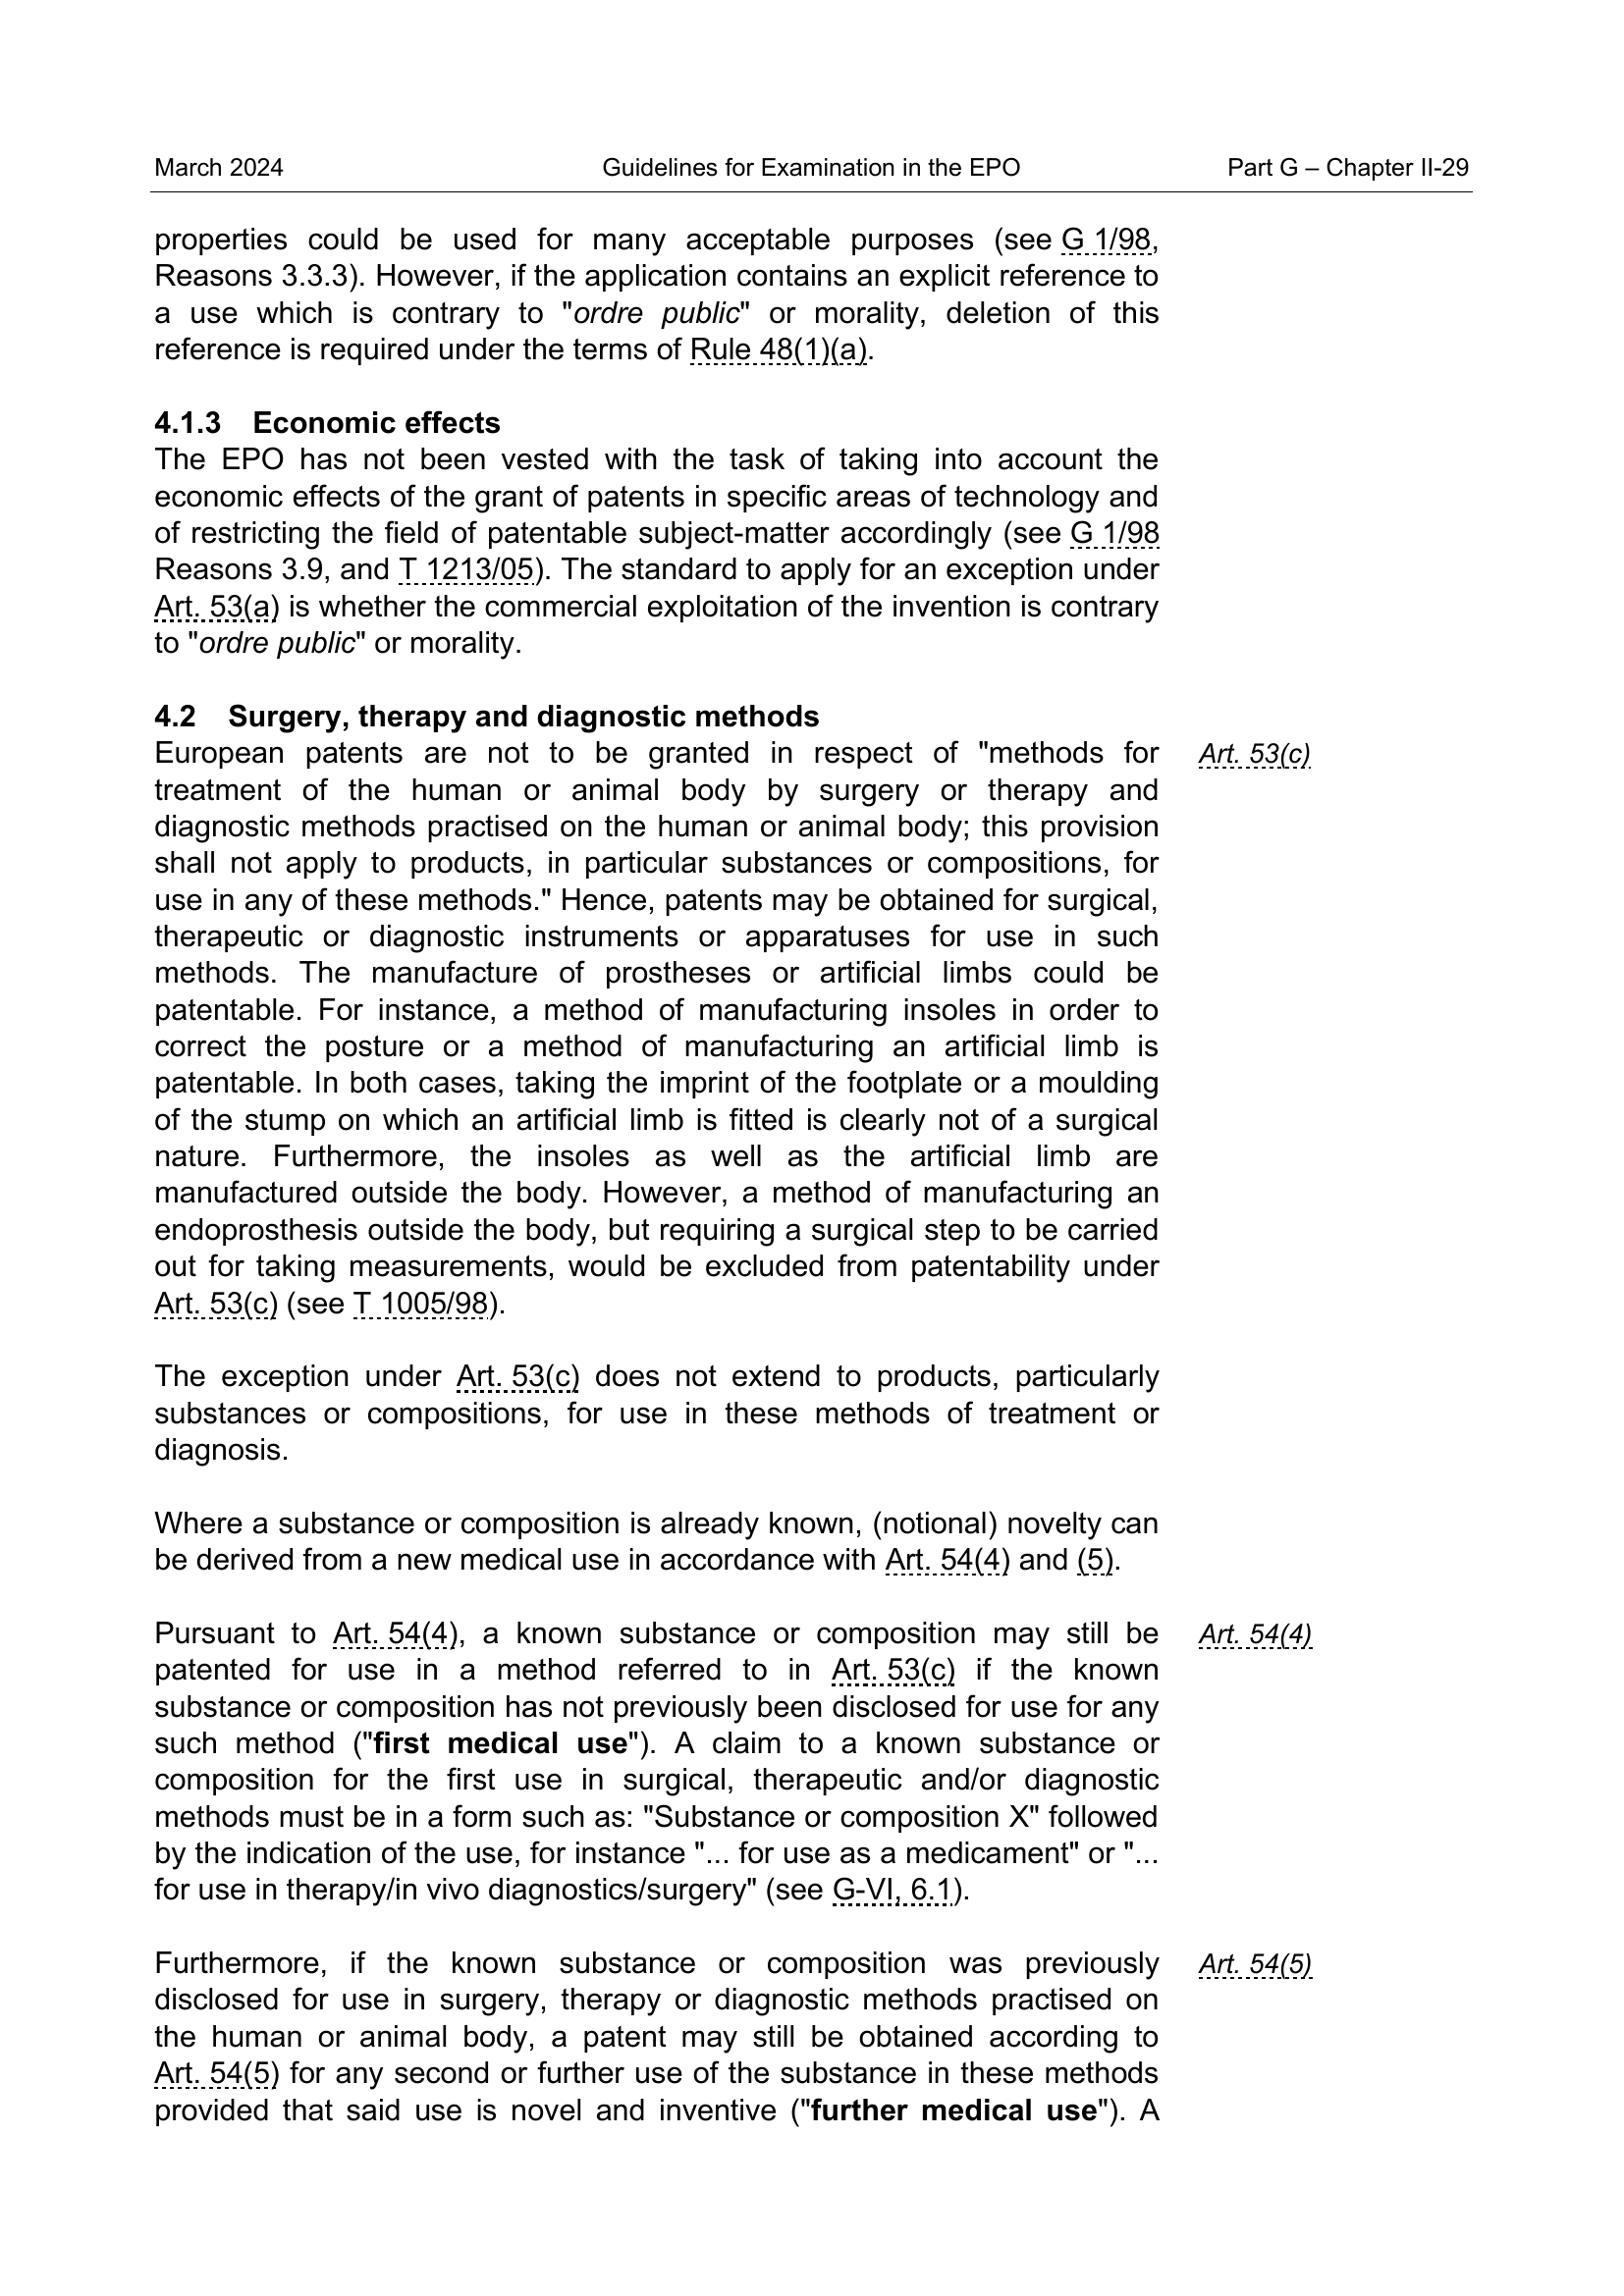 March 2024 Guidelines for Examination in the EPO Part G – Chapter II-29
properties could be used for many acceptable purposes (see G 1/98,
Reasons 3.3.3). However, if the application contains an explicit reference to
a use which is contrary to "ordre public" or morality, deletion of this
reference is required under the terms of Rule 48(1)(a).
4.1.3 Economic effects
The EPO has not been vested with the task of taking into account the
economic effects of the grant of patents in specific areas of technology and
of restricting the field of patentable subject-matter accordingly (see G 1/98
Reasons 3.9, and T 1213/05). The standard to apply for an exception under
Art. 53(a) is whether the commercial exploitation of the invention is contrary
to "ordre public" or morality.
4.2 Surgery, therapy and diagnostic methods
European patents are not to be granted in respect of "methods for
Art. 53(c)
treatment of the human or animal body by surgery or therapy and
diagnostic methods practised on the human or animal body; this provision
shall not apply to products, in particular substances or compositions, for
use in any of these methods." Hence, patents may be obtained for surgical,
therapeutic or diagnostic instruments or apparatuses for use in such
methods. The manufacture of prostheses or artificial limbs could be
patentable. For instance, a method of manufacturing insoles in order to
correct the posture or a method of manufacturing an artificial limb is
patentable. In both cases, taking the imprint of the footplate or a moulding
of the stump on which an artificial limb is fitted is clearly not of a surgical
nature. Furthermore, the insoles as well as the artificial limb are
manufactured outside the body. However, a method of manufacturing an
endoprosthesis outside the body, but requiring a surgical step to be carried
out for taking measurements, would be excluded from patentability under
Art. 53(c) (see T 1005/98).
The exception under Art. 53(c) does not extend to products, particularly
substances or compositions, for use in these methods of treatment or
diagnosis.
Where a substance or composition is already known, (notional) novelty can
be derived from a new medical use in accordance with Art. 54(4) and (5).
Pursuant to Art. 54(4), a known substance or composition may still be
Art. 54(4)
patented for use in a method referred to in Art. 53(c) if the known
substance or composition has not previously been disclosed for use for any
such method ("first medical use"). A claim to a known substance or
composition for the first use in surgical, therapeutic and/or diagnostic
methods must be in a form such as: "Substance or composition X" followed
by the indication of the use, for instance "... for use as a medicament" or "...
for use in therapy/in vivo diagnostics/surgery" (see G-VI, 6.1).
Furthermore, if the known substance or composition was previously
Art. 54(5)
disclosed for use in surgery, therapy or diagnostic methods practised on
the human or animal body, a patent may still be obtained according to
Art. 54(5) for any second or further use of the substance in these methods
provided that said use is novel and inventive ("further medical use"). A